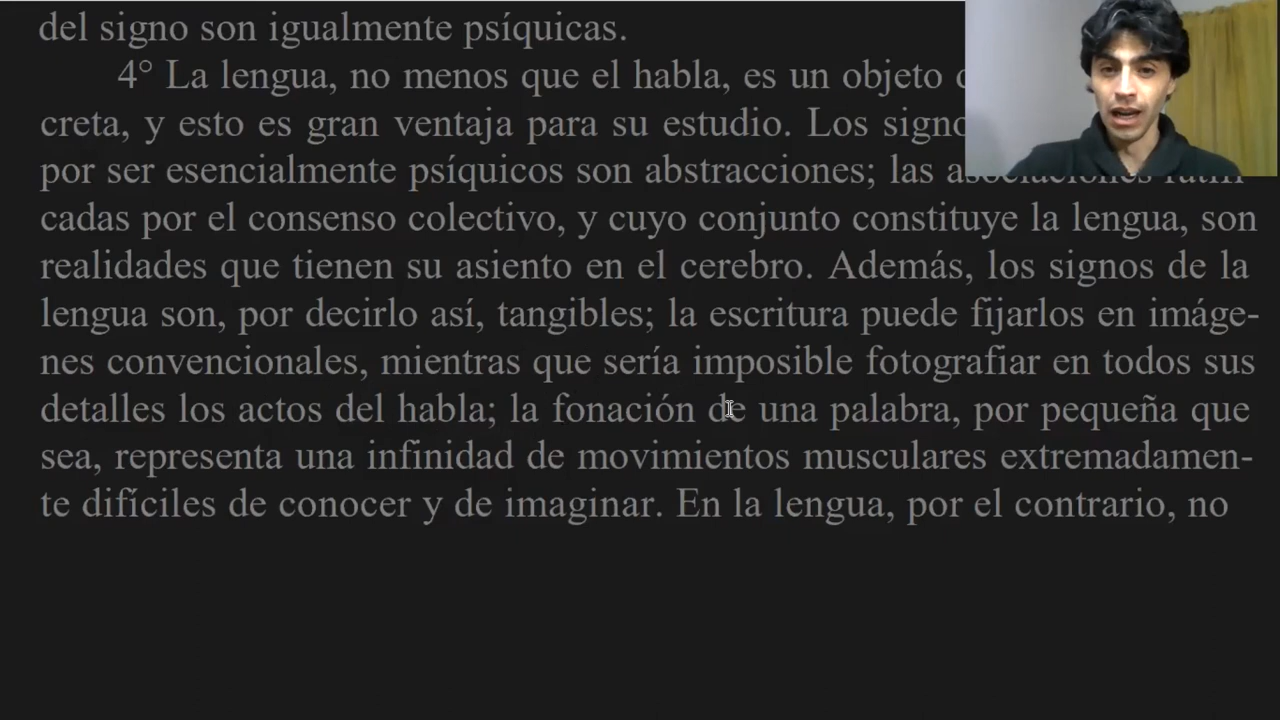 del signo son igualmente psíquicas.
4° La lengua, no menos que el habla, es un objeto
creta, y esto es gran ventaja para su estudio. Los
por ser esencialmente psíquicos son abstracciones; las
cadas por el consenso colectivo, y cuyo conjunto constituye la lengua, son
realidades que tienen su asiento en el cerebro. Además, los signos de la
lengua son, por decirlo así, tangibles; la escritura puede fijarlos en imáge-
nes convencionales, mientras que sería imposible fotografiar en todos sus
detalles los actos del habla; la fonación de una palabra, por pequeña que
sea, representa una infinidad de movimientos musculares extremadamen-
te difíciles de conocer y de imaginar. En la lengua, por el contrario, no